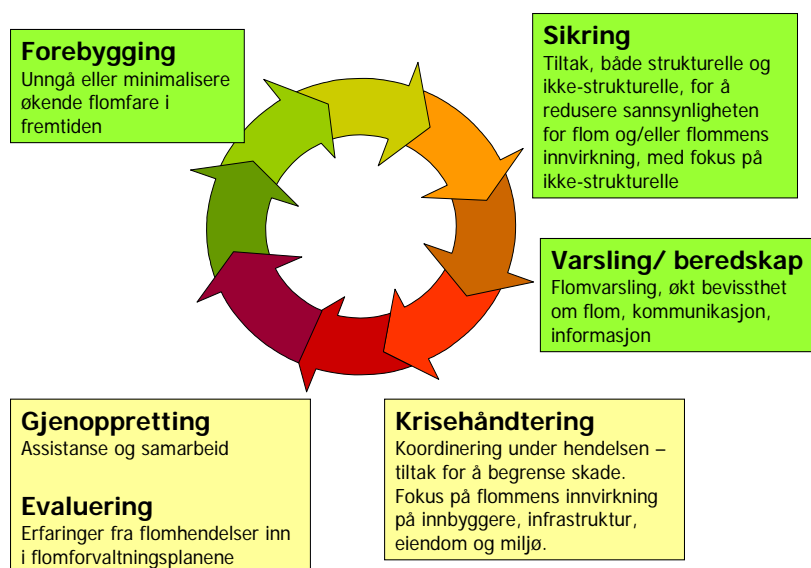 Forebygging
Unngå eller minimalisere
økende flomfare i
fremtiden
Sikring
Tiltak, både strukturelle og
ikke-strukturelle, for å
redusere sannsynligheten
for flom og/eller flommens
innvirkning, med fokus på
ikke-strukturelle
Varsling/ beredskap
Flomvarsling, økt bevissthet
om flom, kommunikasjon,
informasjon
Krisehåndtering
Koordinering under hendelsen –
tiltak for å begrense skade.
Fokus på flommens innvirkning
på innbyggere, infrastruktur,
eiendom og miljø.
Gjenoppretting
Assistanse og samarbeid
Evaluering
Erfaringer fra flomhendelser inn
i flomforvaltningsplanene